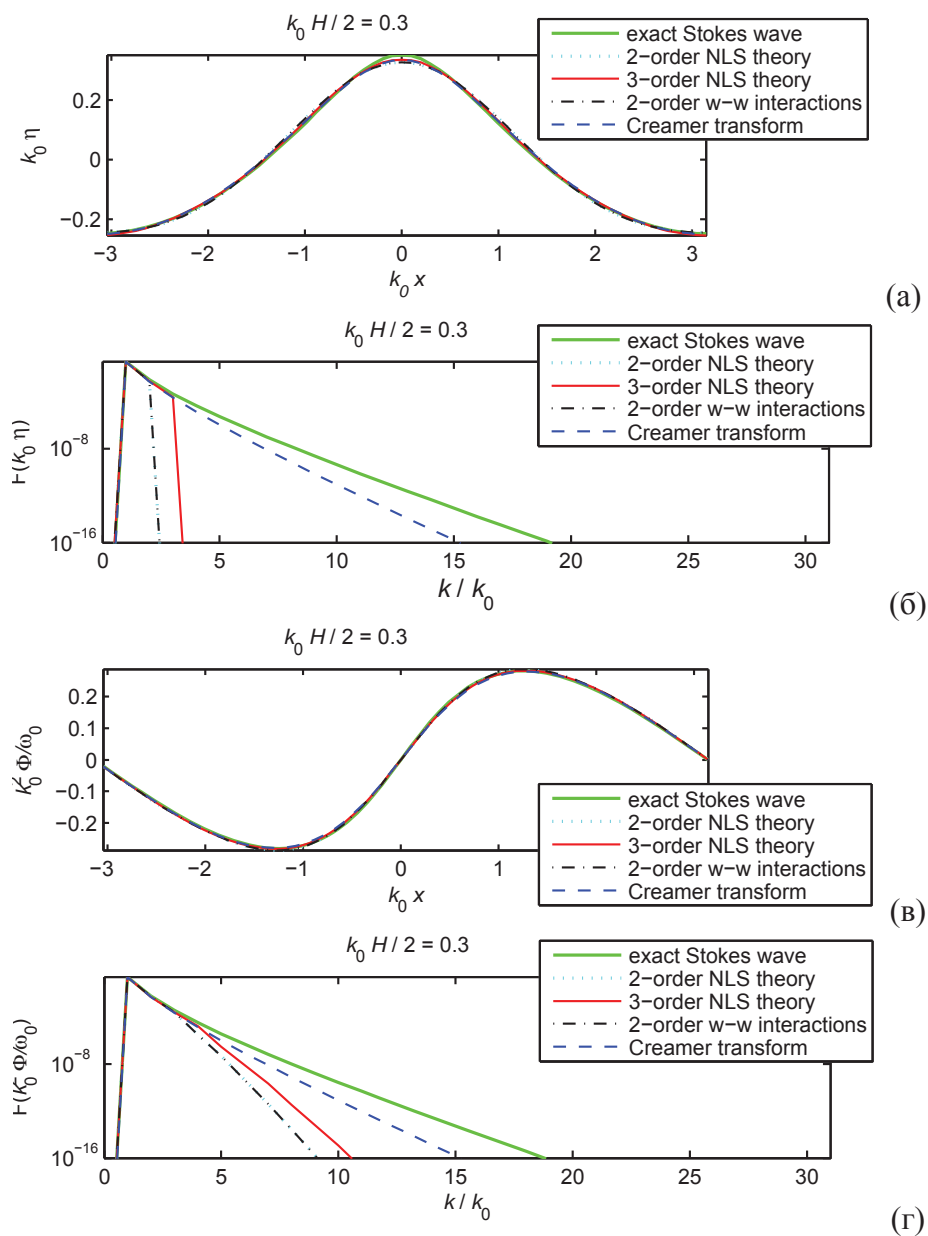 k₀ H / 2 = 0.3
exact Stokes wave
2−order NLS theory
3−order NLS theory
2−order w−w interactions
Creamer transform
k₀ η
0.2
0
−0.2
−3
−2
−1
0
1
2
3
k₀ x
(а)
k₀ H / 2 = 0.3
exact Stokes wave
2−order NLS theory
3−order NLS theory
2−order w−w interactions
Creamer transform
F(k₀ η)
10⁻⁸
10⁻¹⁶
0
5
10
15
20
25
30
k / k₀
(б)
k₀ H / 2 = 0.3
Φ/ω₀
0.2
0.1
0
−0.1
−0.2
−3
−2
−1
0
k₀ x
exact Stokes wave
2−order NLS theory
3−order NLS theory
2−order w−w interactions
Creamer transform
(в)
k₀ H / 2 = 0.3
exact Stokes wave
2−order NLS theory
3−order NLS theory
2−order w−w interactions
Creamer transform
Φ/ω₀)
10⁻⁸
10⁻¹⁶
0
5
10
15
20
25
30
k / k₀
(г)